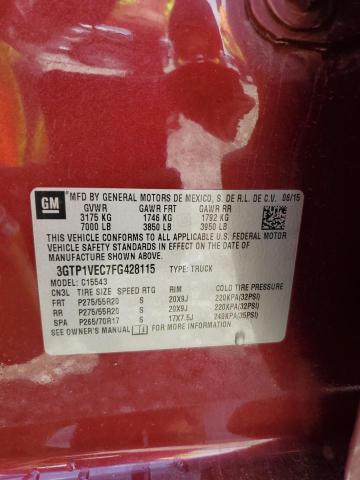 GM
MFD BY GENERAL MOTORS DE MEXICO, S. DE R.L. DE C.V. 06/15
GVWR GAWR FRT GAWR RR
3175 KG 1746 KG 1792 KG
7000 LB 3850 LB 3950 LB
THIS VEHICLE CONFORMS TO ALL APPLICABLE U.S. FEDERAL MOTOR
VEHICLE SAFETY AND BUMPER STANDARDS IN EFFECT ON THE DATE OF
MANUFACTURE SHOWN ABOVE.
3GTP1VEC7FG428115 TYPE: TRUCK
MODEL: C15543
CN3L TIRE SIZE SPEED RTG RIM COLD TIRE PRESSURE
FRT P275/55R20 S 20X9J 220KPA(32PSI)
RR P275/55R20 S 20X9J 220KPA(32PSI)
SPA P265/70R17 S 17X7.5J 240KPA(35PSI)
SEE OWNER'S MANUAL FOR MORE INFORMATION.